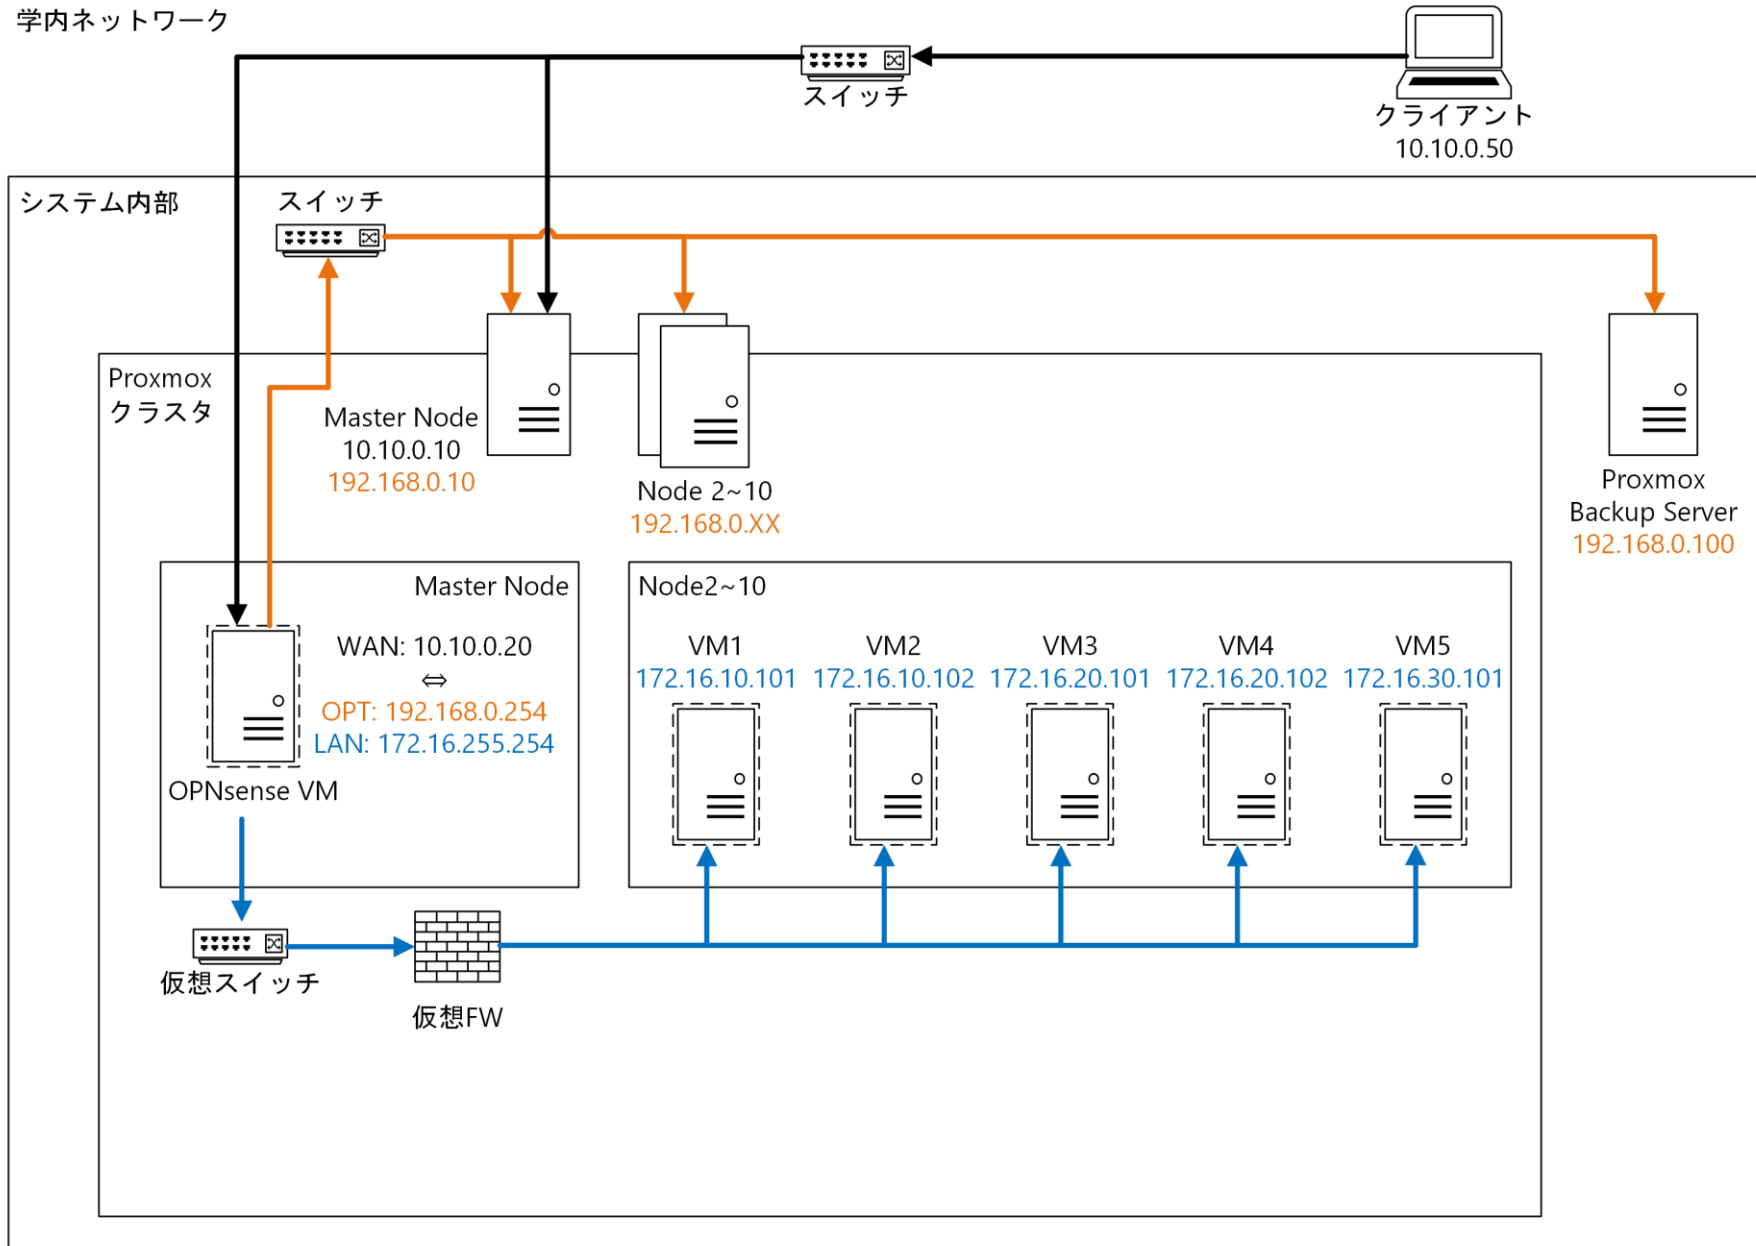 学内ネットワーク
スイッチ
クライアント
10.10.0.50
システム内部
スイッチ
Proxmox
クラスタ
Master Node
10.10.0.10
192.168.0.10
Node 2~10
192.168.0.XX
Proxmox
Backup Server
192.168.0.100
Master Node
WAN: 10.10.0.20
⇔
OPT: 192.168.0.254
LAN: 172.16.255.254
OPNsense VM
Node2~10
VM1
172.16.10.101
VM2
172.16.10.102
VM3
172.16.20.101
VM4
172.16.20.102
VM5
172.16.30.101
仮想スイッチ
仮想FW